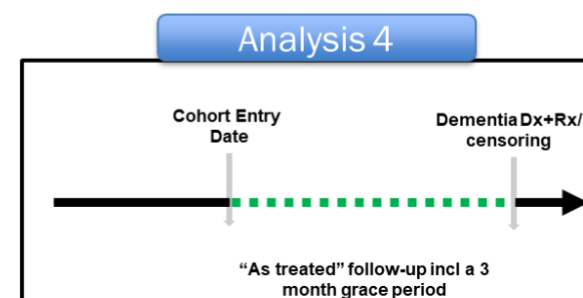 Analysis 4
Cohort Entry
Date
Dementia Dx+Rx/
censoring
"As treated" follow-up incl a 3
month grace period